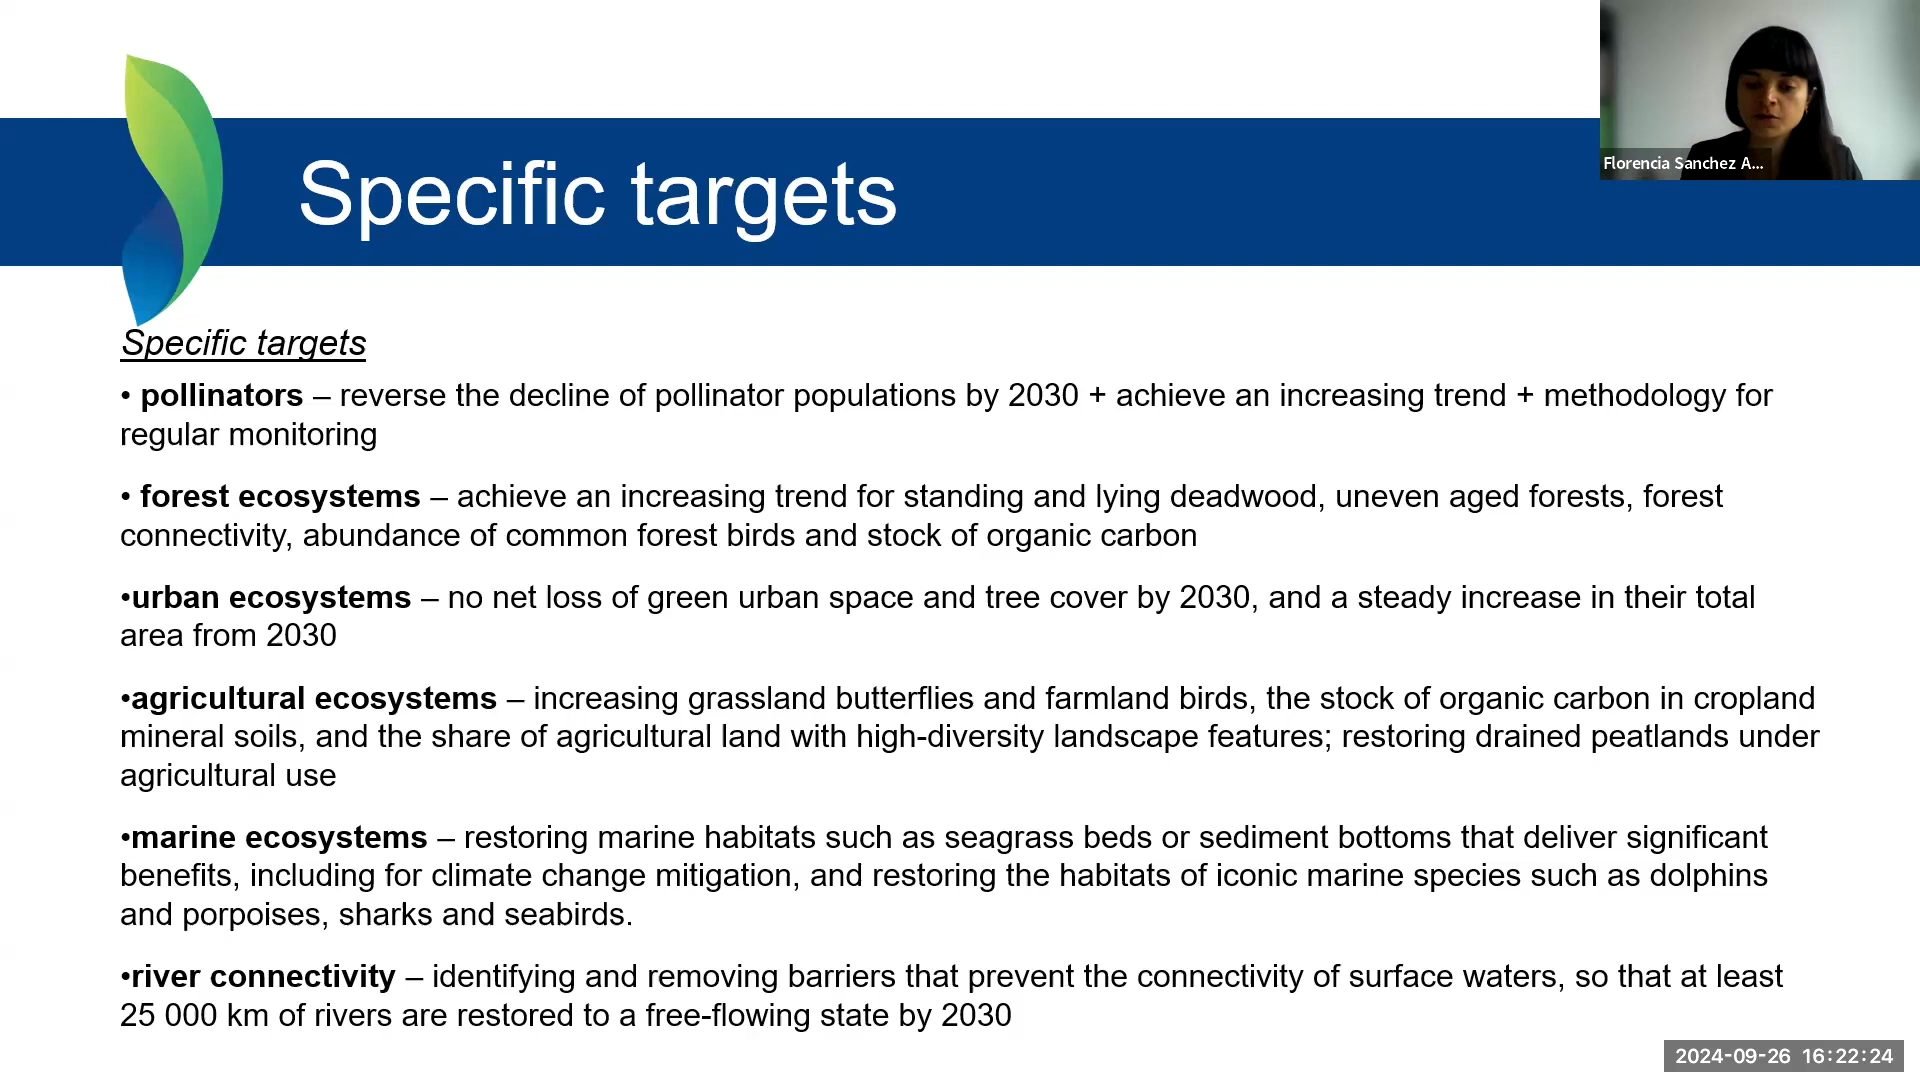 Specific targets
Florencia Sanchez A...
Specific targets
• pollinators – reverse the decline of pollinator populations by 2030 + achieve an increasing trend + methodology for
regular monitoring
• forest ecosystems – achieve an increasing trend for standing and lying deadwood, uneven aged forests, forest
connectivity, abundance of common forest birds and stock of organic carbon
•urban ecosystems – no net loss of green urban space and tree cover by 2030, and a steady increase in their total
area from 2030
•agricultural ecosystems – increasing grassland butterflies and farmland birds, the stock of organic carbon in cropland
mineral soils, and the share of agricultural land with high-diversity landscape features; restoring drained peatlands under
agricultural use
•marine ecosystems – restoring marine habitats such as seagrass beds or sediment bottoms that deliver significant
benefits, including for climate change mitigation, and restoring the habitats of iconic marine species such as dolphins
and porpoises, sharks and seabirds.
•river connectivity – identifying and removing barriers that prevent the connectivity of surface waters, so that at least
25 000 km of rivers are restored to a free-flowing state by 2030
2024-09-26 16:22:24